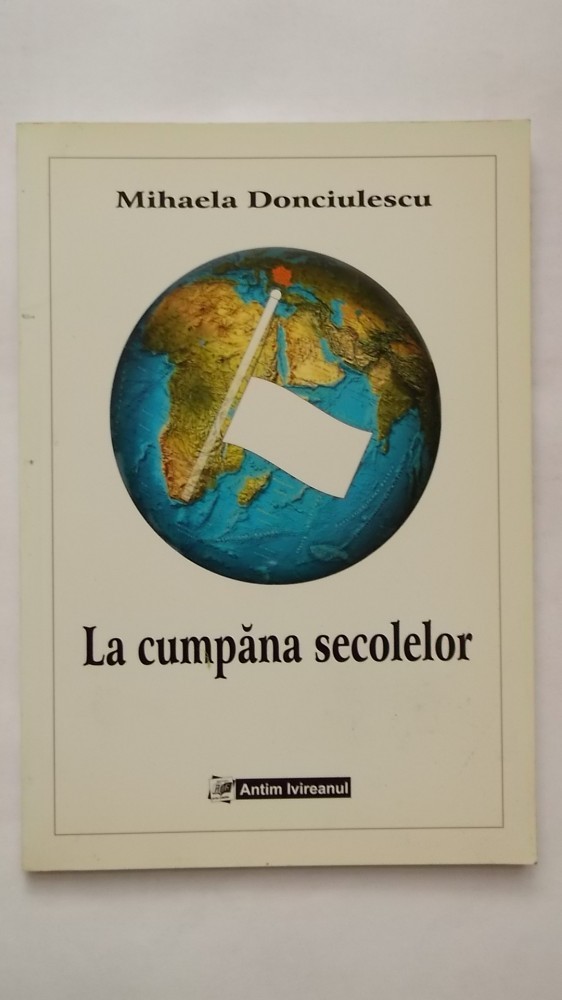 Mihaela Donciulescu
La cumpăna secolelor
Antim Ivireanul